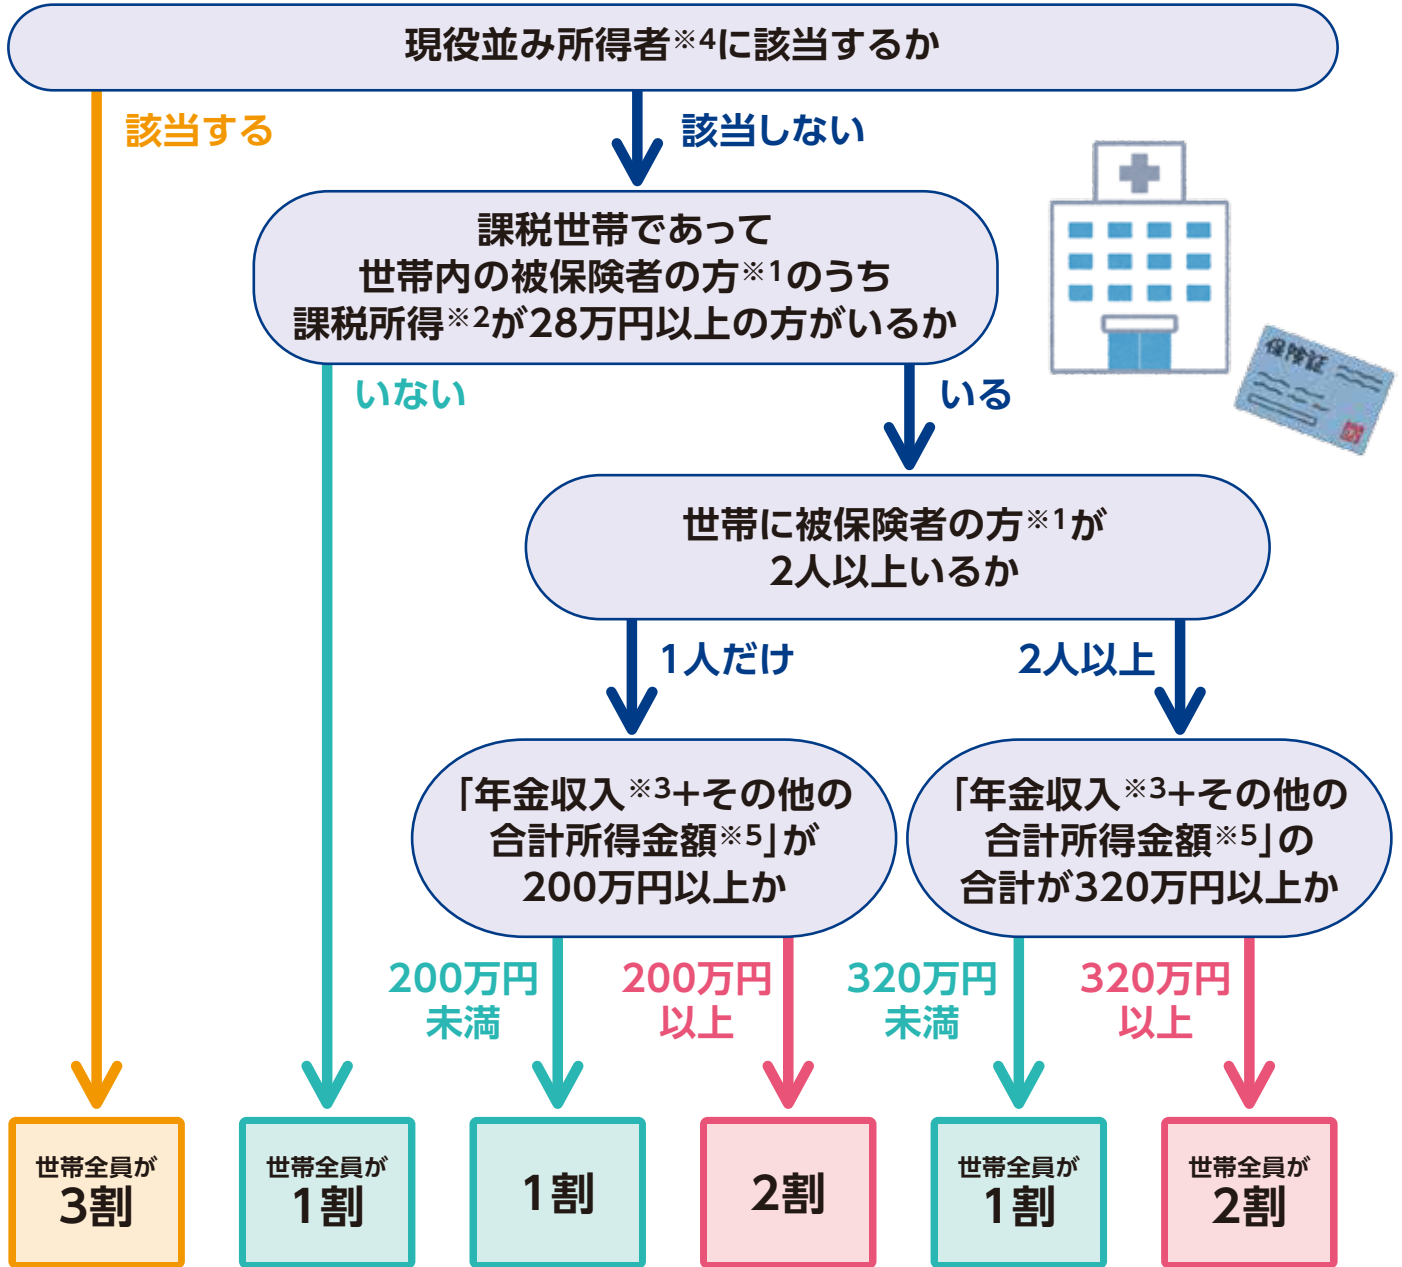 現役並み所得者※4に該当するか
該当する
該当しない
課税世帯であって
世帯内の被保険者の方※1のうち
課税所得※2が28万円以上の方がいるか
保険証
いない
いる
世帯に被保険者の方※1が
2人以上いるか
1人だけ
2人以上
「年金収入※3+その他の
合計所得金額※5」が
200万円以上か
「年金収入※3+その他の
合計所得金額※5」の
合計が320万円以上か
200万円
未満
200万円
以上
320万円
未満
320万円
以上
世帯全員が
3割
世帯全員が
1割
1割
2割
世帯全員が
1割
世帯全員が
2割